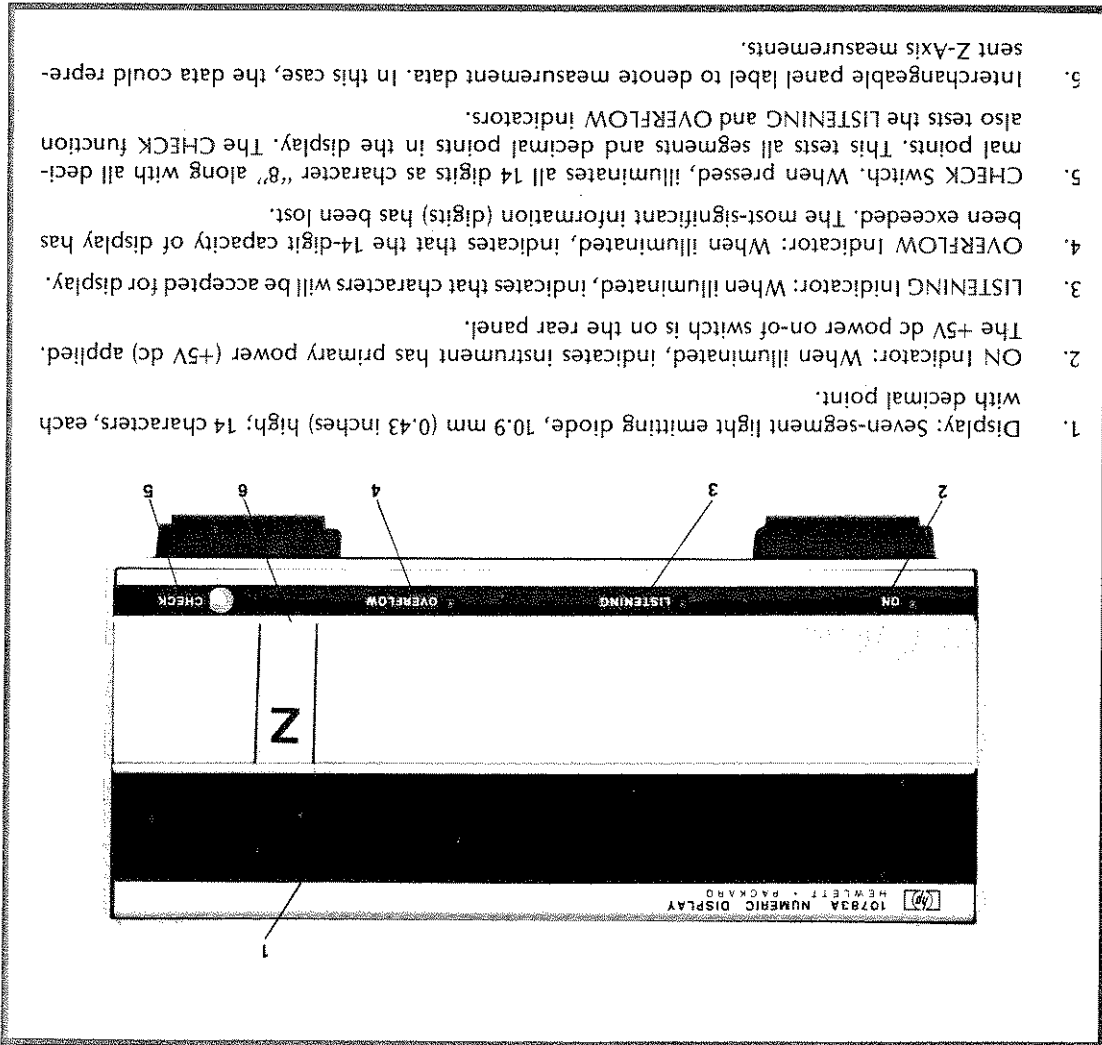 1
hp
10783A NUMERIC DISPLAY
HEWLETT • PACKARD
Z
ON
LISTENING
OVERFLOW
CHECK
2
3
4
6
5
1. Display: Seven-segment light emitting diode, 10.9 mm (0.43 inches) high; 14 characters, each
with decimal point.
2. ON Indicator: When illuminated, indicates instrument has primary power (+5V dc) applied.
The +5V dc power on-of switch is on the rear panel.
3. LISTENING Inidicator: When illuminated, indicates that characters will be accepted for display.
4. OVERFLOW Indicator: When illuminated, indicates that the 14-digit capacity of display has
been exceeded. The most-significant information (digits) has been lost.
5. CHECK Switch. When pressed, illuminates all 14 digits as character "8" along with all deci-
mal points. This tests all segments and decimal points in the display. The CHECK function
also tests the LISTENING and OVERFLOW indicators.
5. Interchangeable panel label to denote measurement data. In this case, the data could repre-
sent Z-Axis measurements.